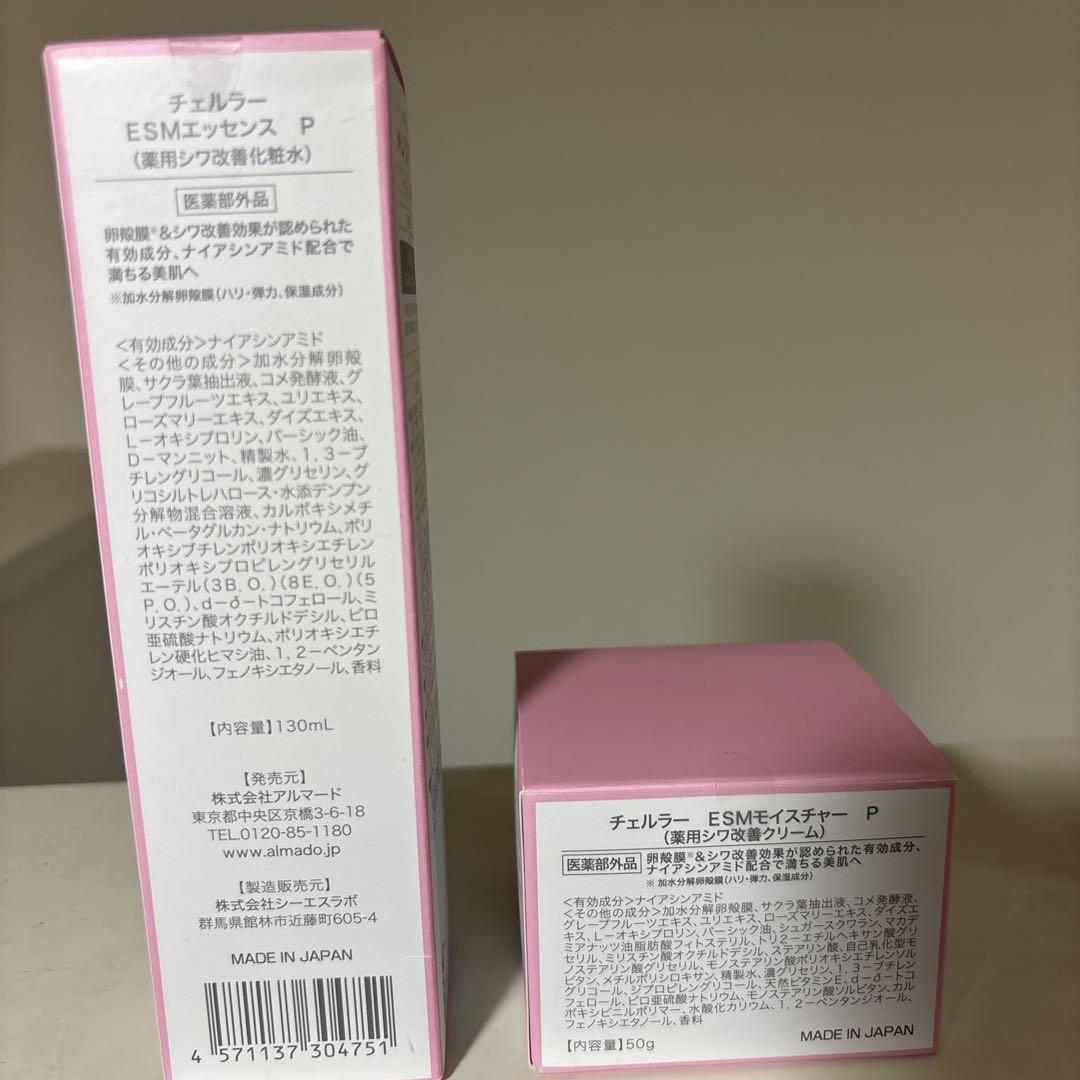 チェルラー
ESMエッセンス P
(薬用シワ改善化粧水)
医薬部外品
卵殻膜※&シワ改善効果が認められた
有効成分、ナイアシンアミド配合で
満ちる美肌へ
※加水分解卵殻膜(ハリ・弾力、保湿成分)
<有効成分>ナイアシンアミド
<その他の成分>加水分解卵殻
膜、サクラ葉抽出液、コメ発酵液、グ
レープフルーツエキス、ユリエキス、
ローズマリーエキス、ダイズエキス、
L-オキシプロリン、パーシック油、
D-マンニット、精製水、1,3-ブ
チレングリコール、濃グリセリン、グ
リコシルトレハロース・水添デンプン
分解物混合溶液、カルボキシメチ
ル・ベータグルカン・ナトリウム、ポリ
オキシブチレンポリオキシエチレン
ポリオキシプロピレングリセリル
エーテル(3B.O.)(8E.O.)(5
P.O.)、d-δ-トコフェロール、ミ
リスチン酸オクチルドデシル、ピロ
亜硫酸ナトリウム、ポリオキシエチ
レン硬化ヒマシ油、1,2-ペンタン
ジオール、フェノキシエタノール、香料
【内容量】130mL
【発売元】
株式会社アルマード
東京都中央区京橋3-6-18
TEL.0120-85-1180
www.almado.jp
【製造販売元】
株式会社シーエスラボ
群馬県館林市近藤町605-4
MADE IN JAPAN
4 571137 304751
チェルラー ESMモイスチャー P
(薬用シワ改善クリーム)
医薬部外品 卵殻膜※&シワ改善効果が認められた有効成分、
ナイアシンアミド配合で満ちる美肌へ
※加水分解卵殻膜(ハリ・弾力、保湿成分)
<有効成分>ナイアシンアミド
<その他の成分>加水分解卵殻膜、サクラ葉抽出液、コメ発酵液、
グレープフルーツエキス、ユリエキス、ローズマリーエキス、ダイズエ
キス、L-オキシプロリン、パーシック油、シュガースクワラン、マカデ
ミアナッツ油脂肪酸フィトステリル、トリ2-エチルヘキサン酸グリ
セリル、ミリスチン酸オクチルドデシル、ステアリン酸、自己乳化型モ
ノステアリン酸グリセリル、モノステアリン酸ポリオキシエチレンソル
ビタン、メチルポリシロキサン、精製水、濃グリセリン、1,3-ブチレン
グリコール、ジプロピレングリコール、天然ビタミンE、d-δ-トコ
フェロール、ピロ亜硫酸ナトリウム、モノステアリン酸ソルビタン、カル
ボキシビニルポリマー、水酸化カリウム、1,2-ペンタンジオール、
フェノキシエタノール、香料
【内容量】50g
MADE IN JAPAN